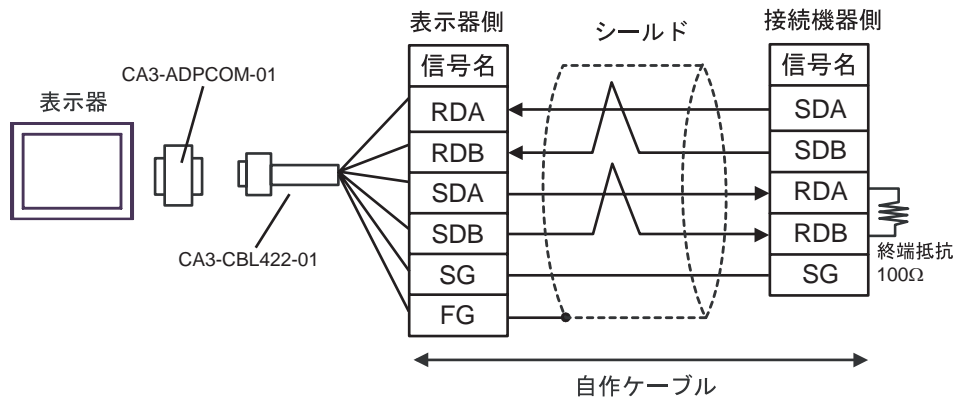 表示器側
シールド
接続機器側
CA3-ADPCOM-01
表示器
信号名
信号名
RDA
SDA
RDB
SDB
SDA
RDA
SDB
RDB
SG
SG
FG
CA3-CBL422-01
終端抵抗
100Ω
自作ケーブル